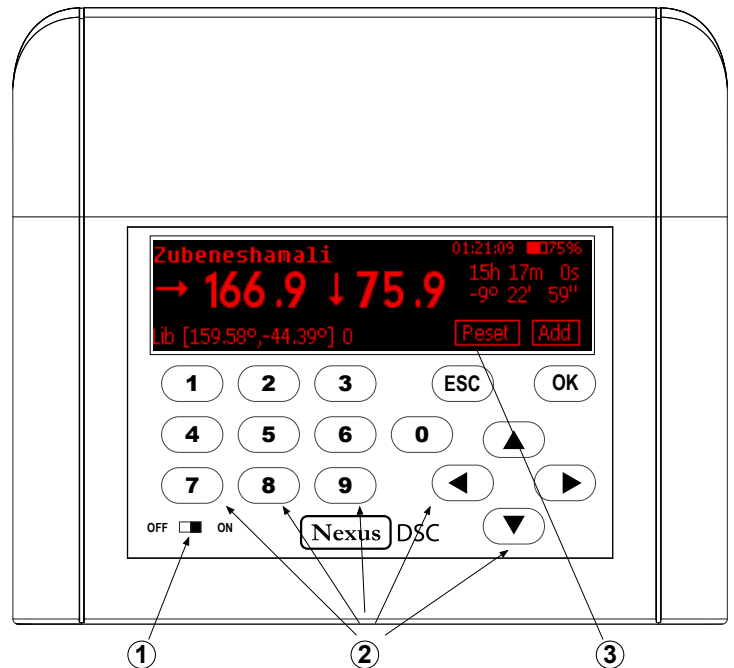 Zubeneshamali 01:21:09 75%
→ 166.9 ↓75.9 15h 17m 0s
-9º 22' 59"
Lib [159.58º,-44.39º] 0 Peset Add
1 2 3 ESC OK
4 5 6 0
7 8 9
OFF ON Nexus DSC
1 2 3